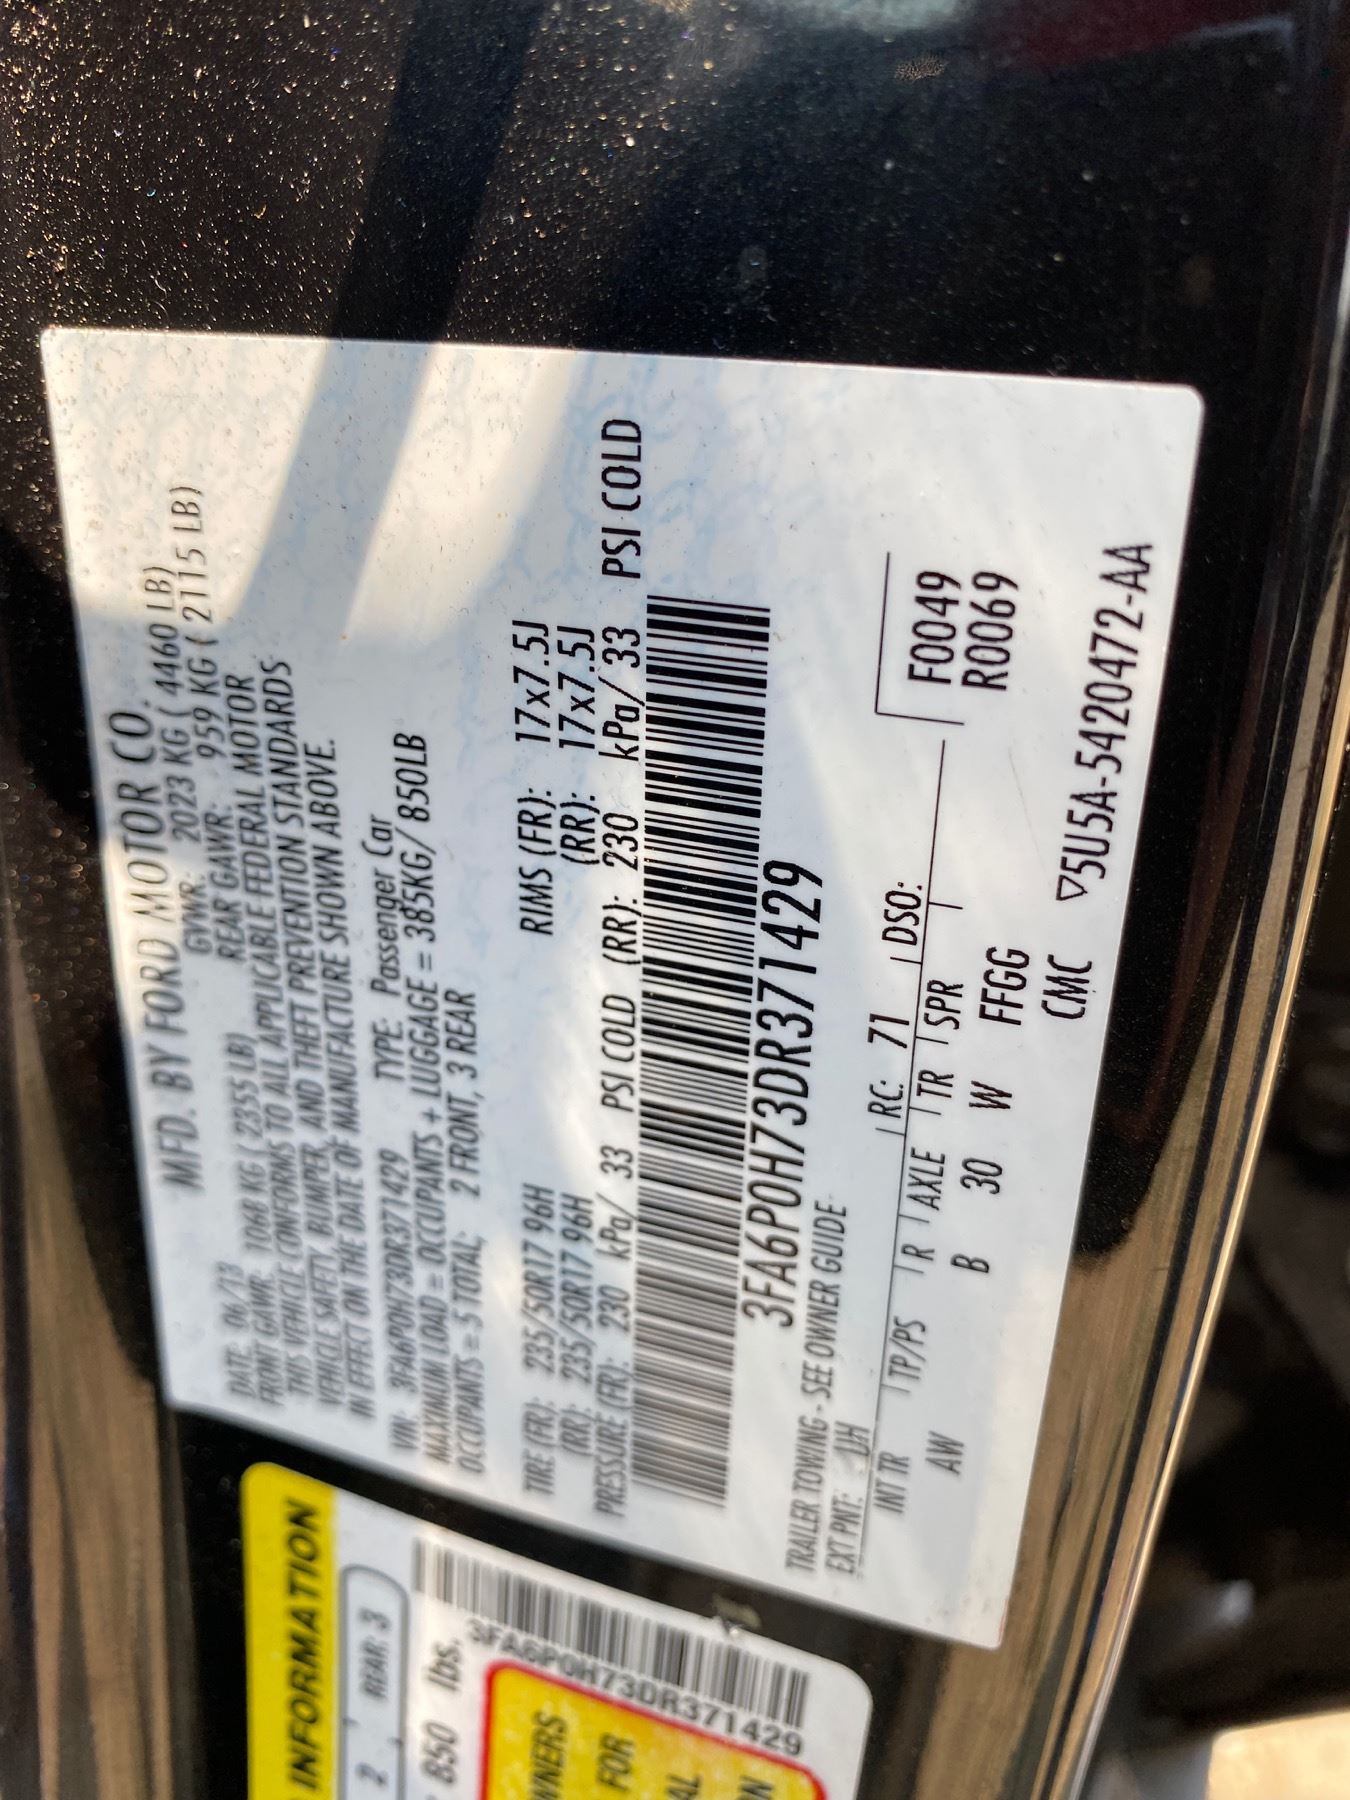 MFD. BY FORD MOTOR CO.
DATE: 06/13 GVWR: 2023 KG ( 4460 LB)
FRONT GAWR: 1068 KG ( 2355 LB) REAR GAWR: 959 KG ( 2115 LB)
THIS VEHICLE CONFORMS TO ALL APPLICABLE FEDERAL MOTOR
VEHICLE SAFETY, BUMPER, AND THEFT PREVENTION STANDARDS
IN EFFECT ON THE DATE OF MANUFACTURE SHOWN ABOVE.
VIN: 3FA6P0H73DR371429 TYPE: Passenger Car
MAXIMUM LOAD = OCCUPANTS + LUGGAGE = 385KG/ 850LB
OCCUPANTS = 5 TOTAL; 2 FRONT, 3 REAR
TIRE (FR): 235/50R17 96H RIMS (FR): 17x7.5J
(RR): 235/50R17 96H (RR): 17x7.5J
PRESSURE (FR): 230 kPa/ 33 PSI COLD (RR): 230 kPa/ 33 PSI COLD
3FA6P0H73DR371429
TRAILER TOWING - SEE OWNER GUIDE
EXT PNT: RC: 71 DSO:
INT TR TP/PS R AXLE TR SPR F0049
AW B 30 W FFGG R0069
CMC ▽5U5A-5420472-AA
INFORMATION
2 REAR 3
850 lbs.
3FA6P0H73DR371429
FOR